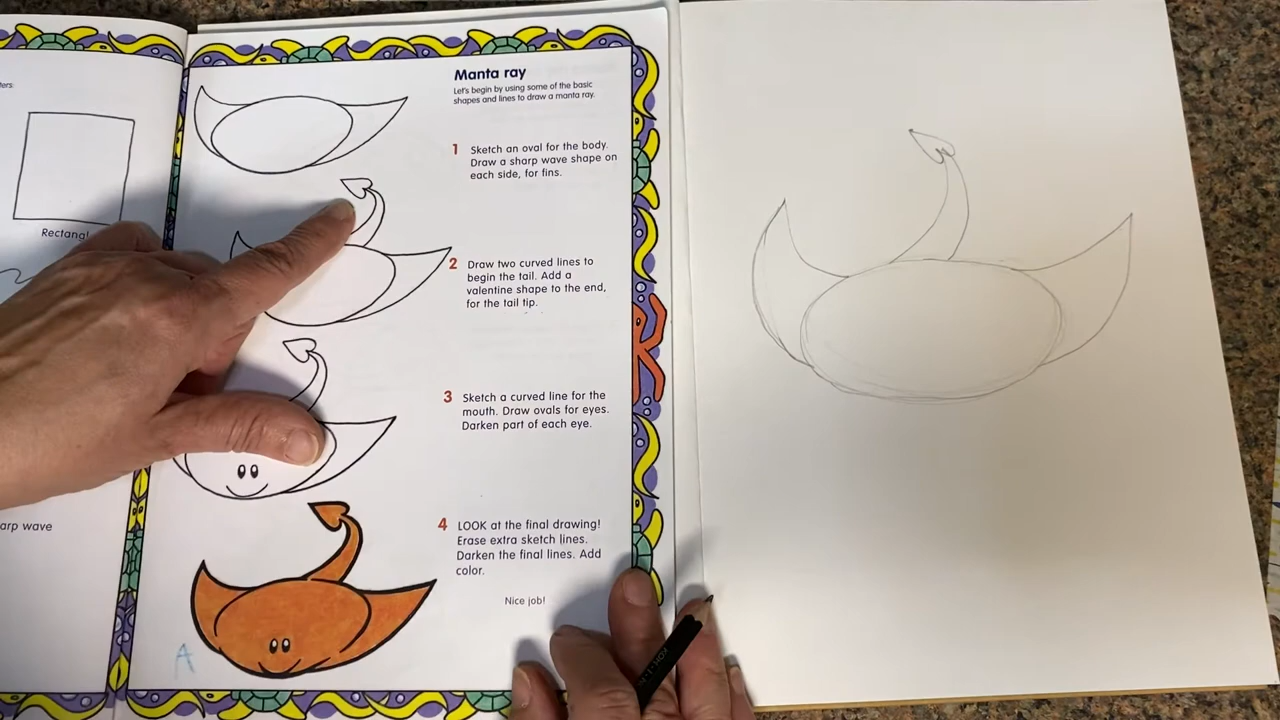 ters.
Rectangl
arp wave
Manta ray
Let's begin by using some of the basic
shapes and lines to draw a manta ray.
1 Sketch an oval for the body.
Draw a sharp wave shape on
each side, for fins.
2 Draw two curved lines to
begin the tail. Add a
valentine shape to the end,
for the tail tip.
3 Sketch a curved line for the
mouth. Draw ovals for eyes.
Darken part of each eye.
4 LOOK at the final drawing!
Erase extra sketch lines.
Darken the final lines. Add
color.
Nice job!
A